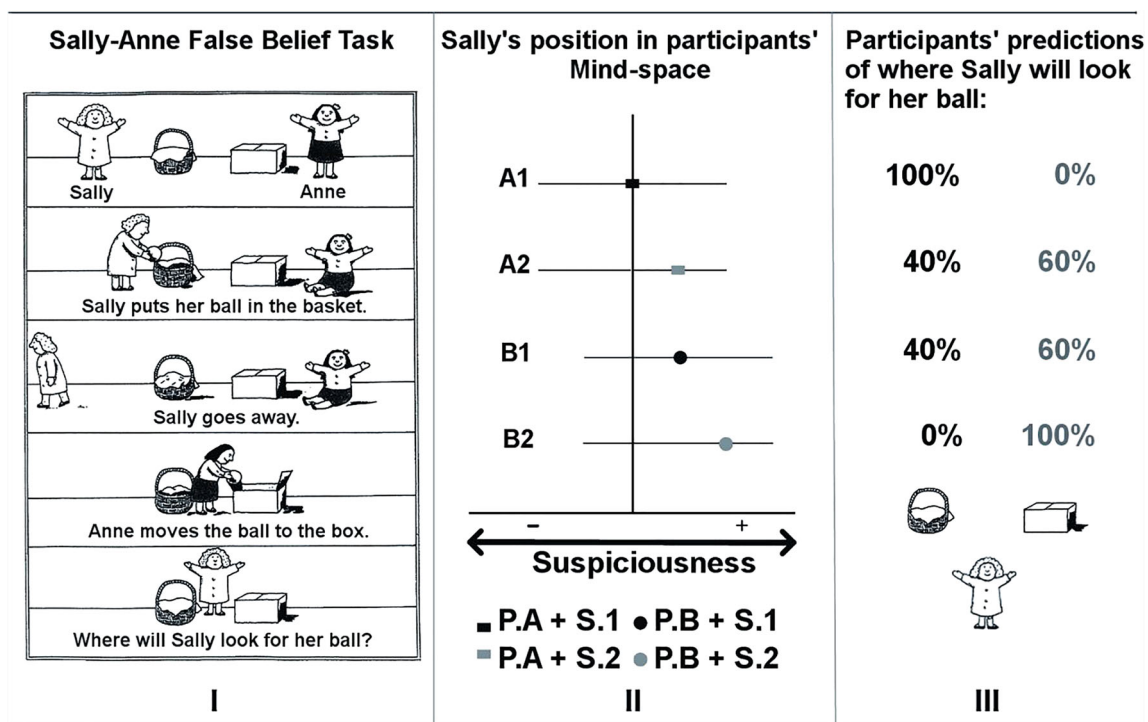 Sally-Anne False Belief Task
Sally
Anne
Sally puts her ball in the basket.
Sally goes away.
Anne moves the ball to the box.
Where will Sally look for her ball?
I
Sally's position in participants'
Mind-space
A1
A2
B1
B2
− +
Suspiciousness
P.A + S.1 P.B + S.1
P.A + S.2 P.B + S.2
II
Participants' predictions
of where Sally will look
for her ball:
100% 0%
40% 60%
40% 60%
0% 100%
III